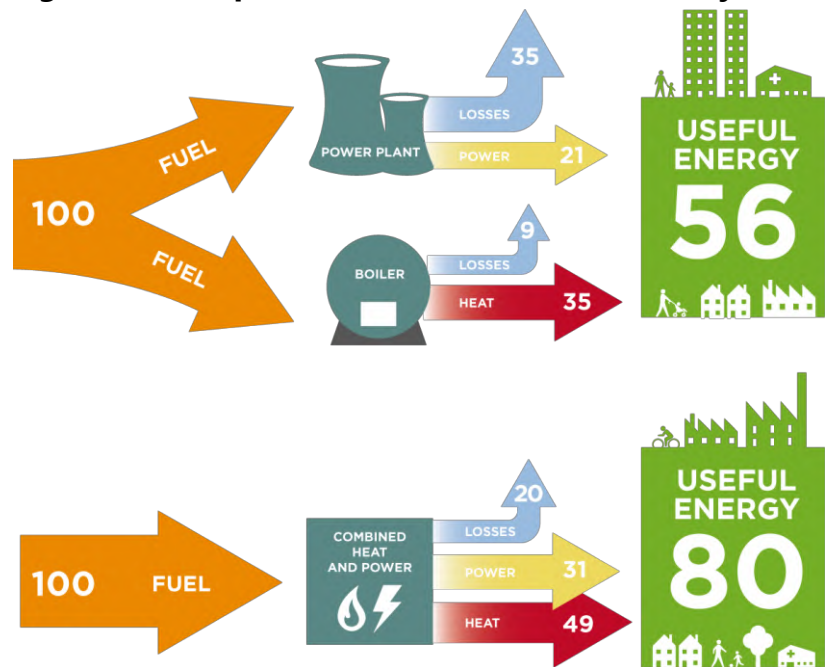 100
FUEL
FUEL
POWER PLANT
35
LOSSES
POWER 21
BOILER
9
LOSSES
HEAT 35
USEFUL
ENERGY
56
100 FUEL
COMBINED
HEAT
AND POWER
20
LOSSES
POWER 31
HEAT 49
USEFUL
ENERGY
80